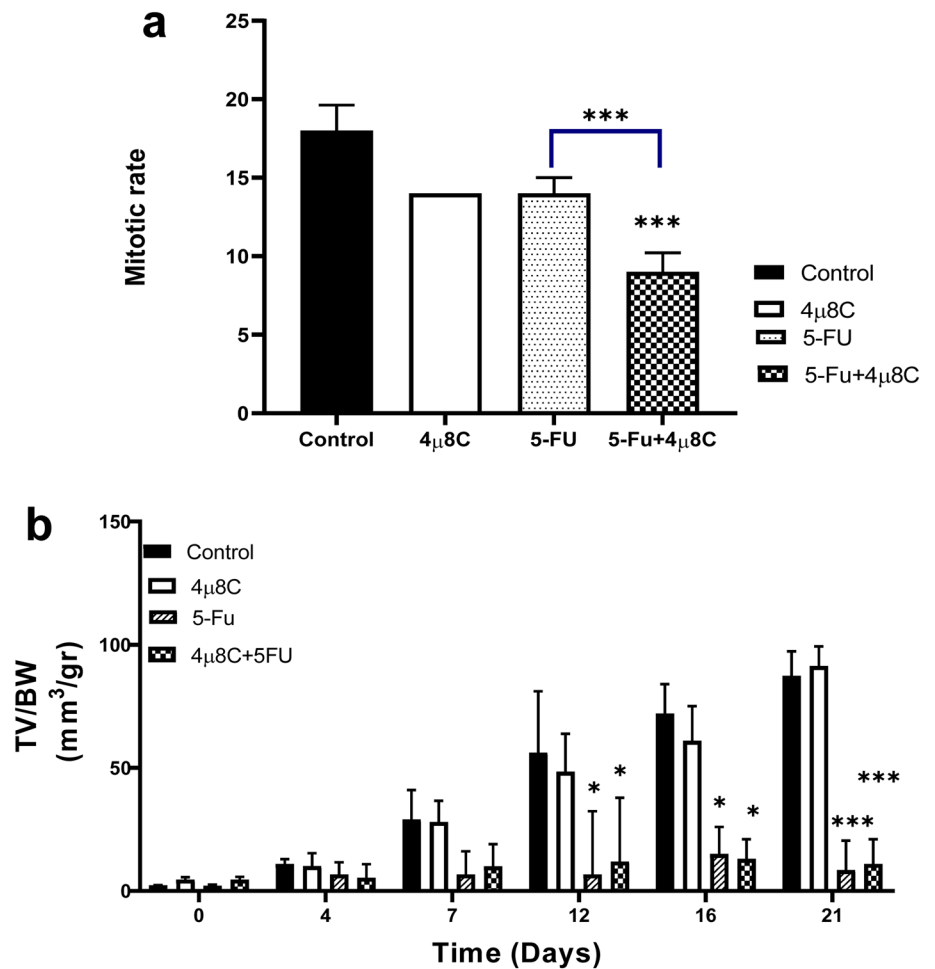 a
25
20
15
10
5
0
Mitotic rate
***
***
Control
4μ8C
5-FU
5-Fu+4μ8C
Control
4μ8C
5-FU
5-Fu+4μ8C
b
150
100
50
0
TV/BW
(mm³/gr)
Control
4μ8C
5-Fu
4μ8C+5FU
* *
* *
*** ***
0 4 7 12 16 21
Time (Days)